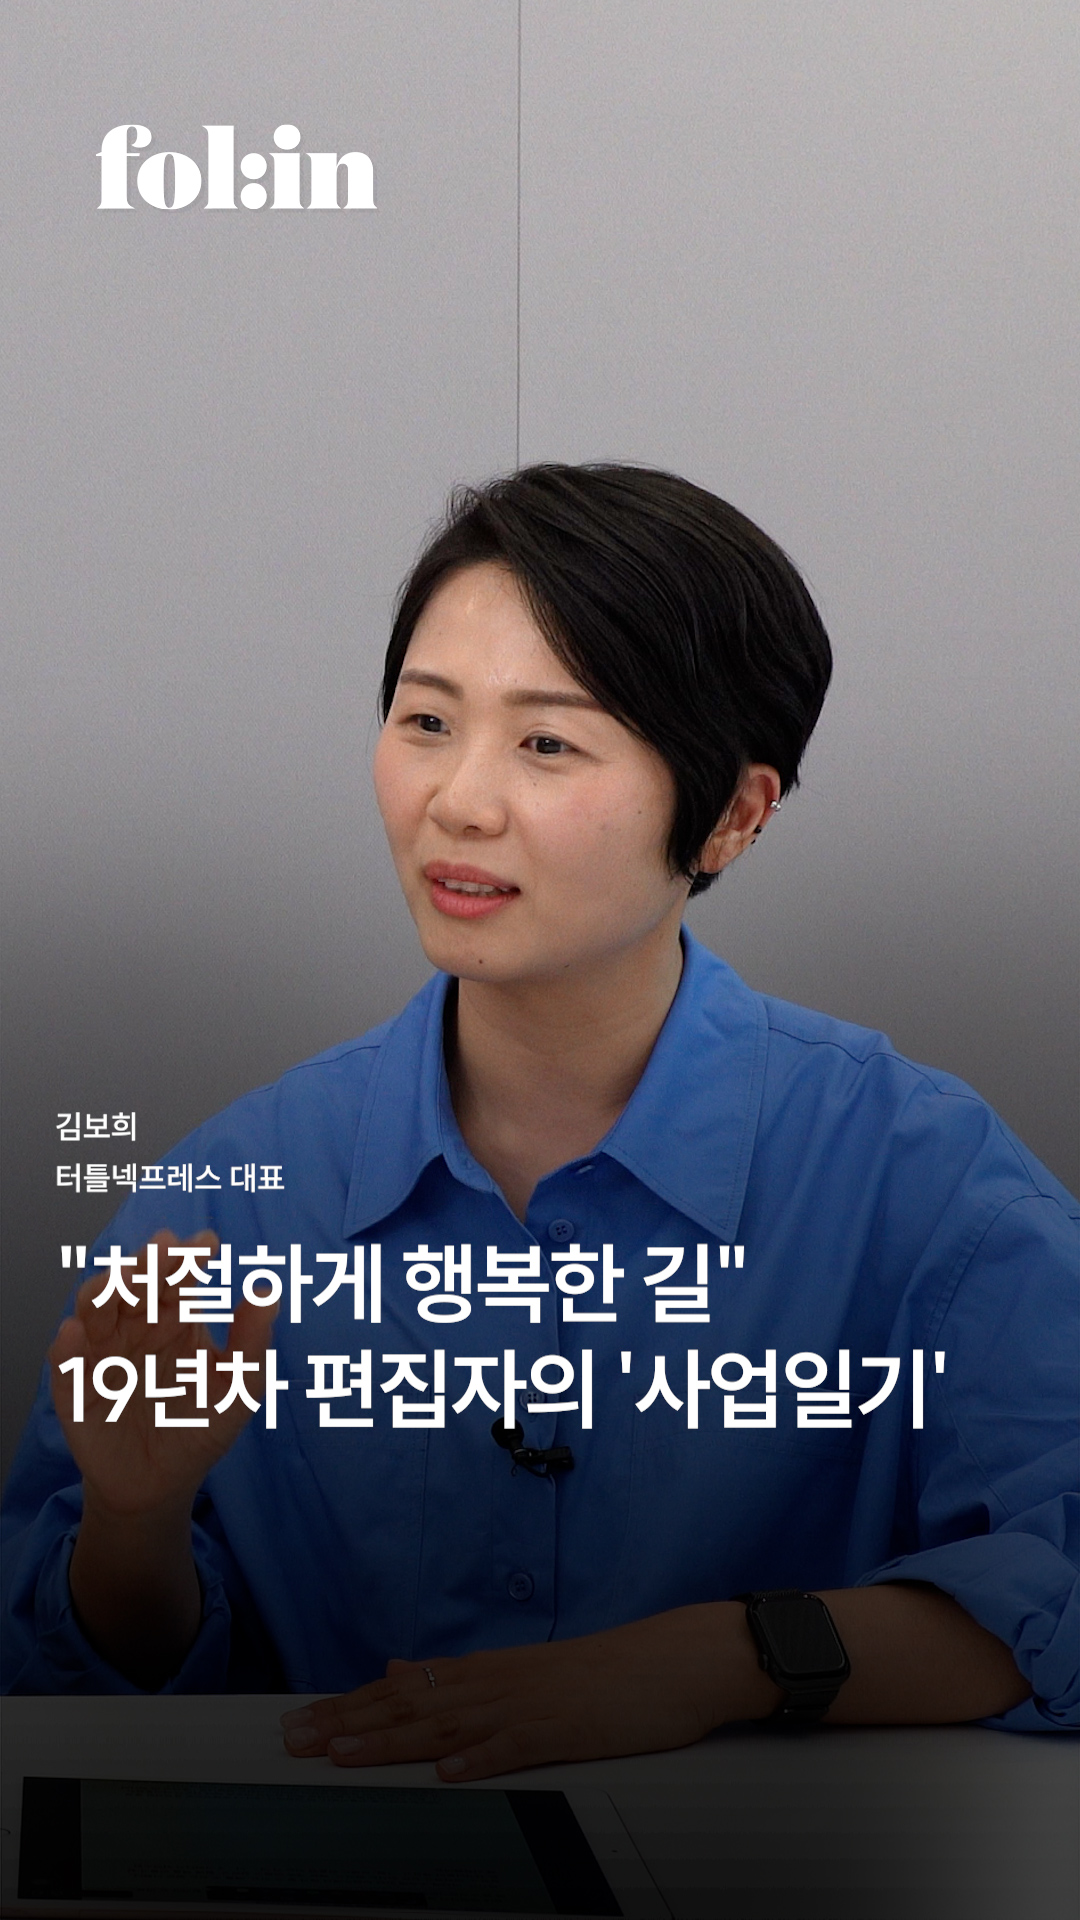 fol:in
김보희
터틀넥프레스 대표
"처절하게 행복한 길"
19년차 편집자의 '사업일기'